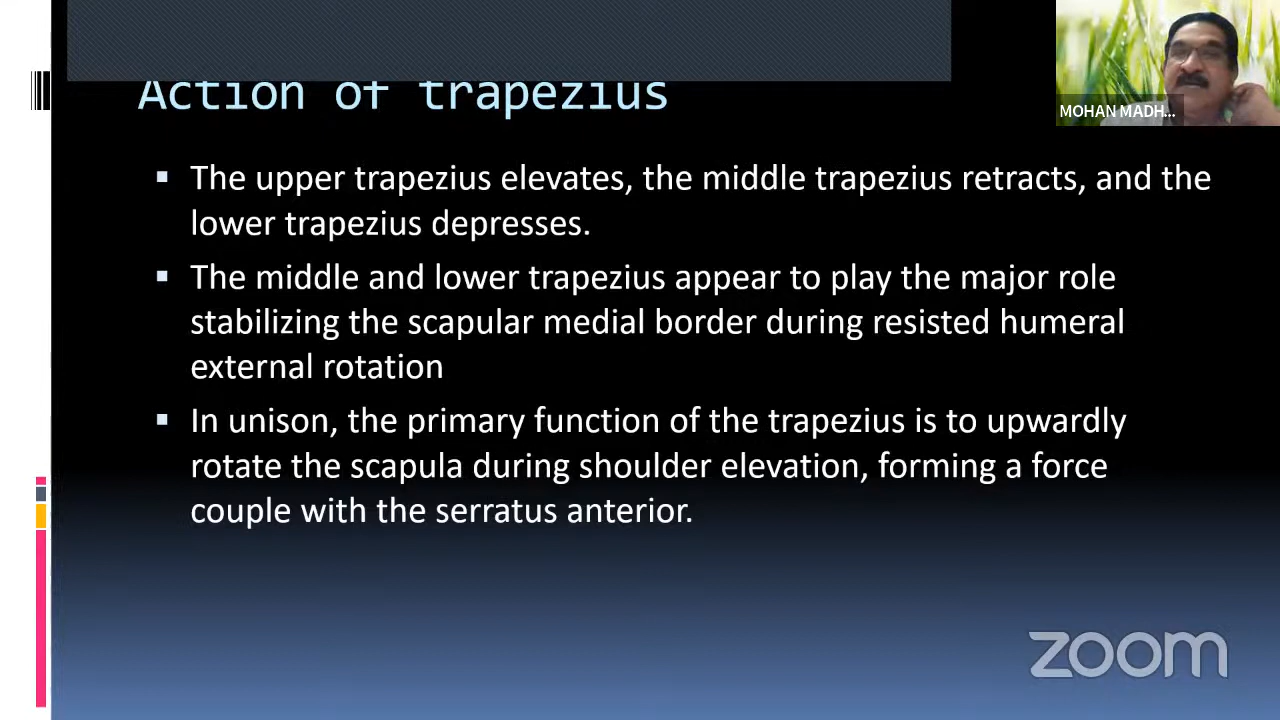 Action of trapezius
MOHAN MADH...
The upper trapezius elevates, the middle trapezius retracts, and the
lower trapezius depresses.
The middle and lower trapezius appear to play the major role
stabilizing the scapular medial border during resisted humeral
external rotation
In unison, the primary function of the trapezius is to upwardly
rotate the scapula during shoulder elevation, forming a force
couple with the serratus anterior.
zoom